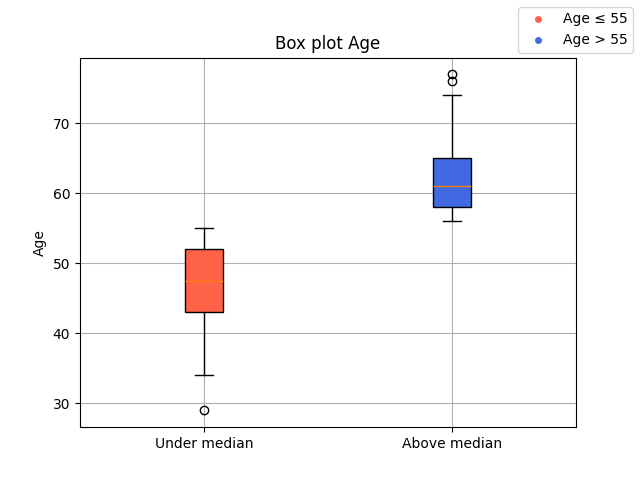 Age ≤ 55
Age > 55
Box plot Age
Age
70
60
50
40
30
Under median
Above median